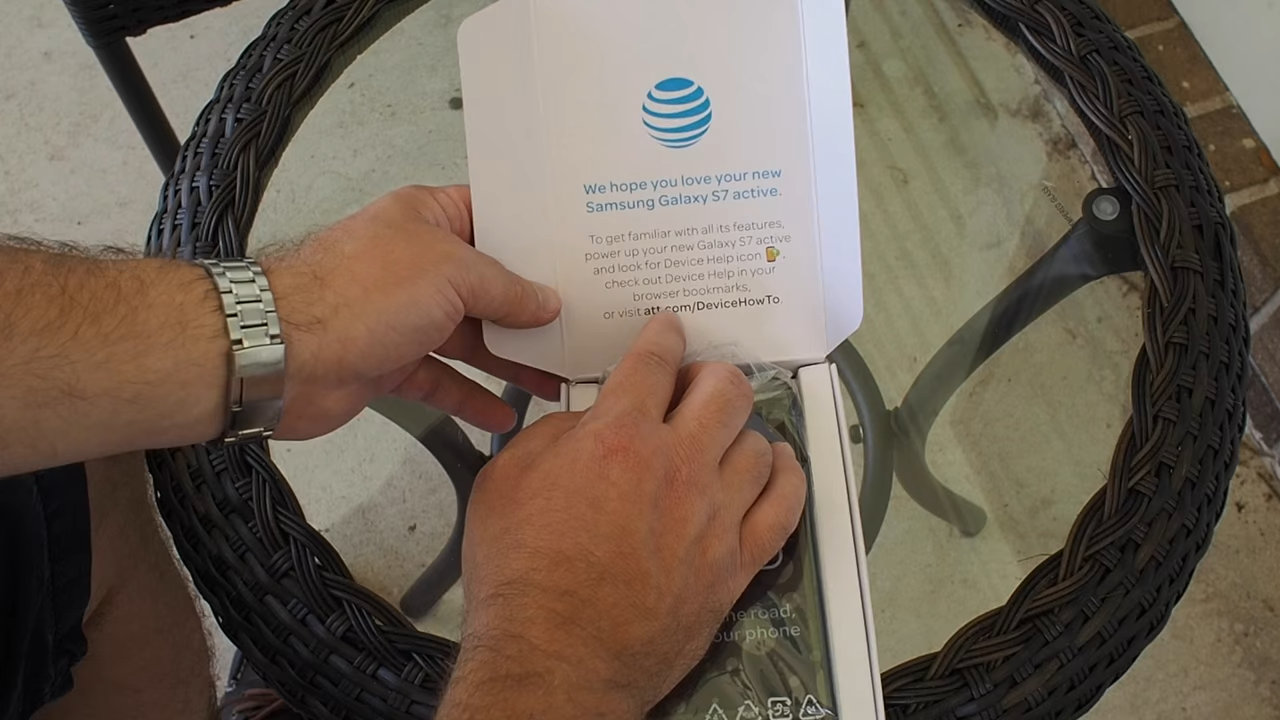 We hope you love your new
Samsung Galaxy S7 active.
To get familiar with all its features,
power up your new Galaxy S7 active
and look for Device Help icon .
check out Device Help in your
browser bookmarks,
or visit att.com/DeviceHowTo.
road,
phone